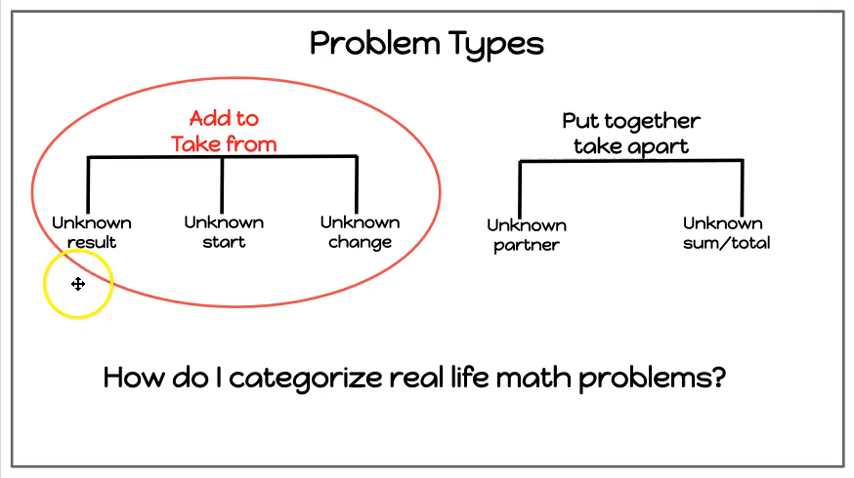 Problem Types
Add to
Take from
Unknown
result
Unknown
start
Unknown
change
Put together
take apart
Unknown
partner
Unknown
sum/total
How do I categorize real life math problems?